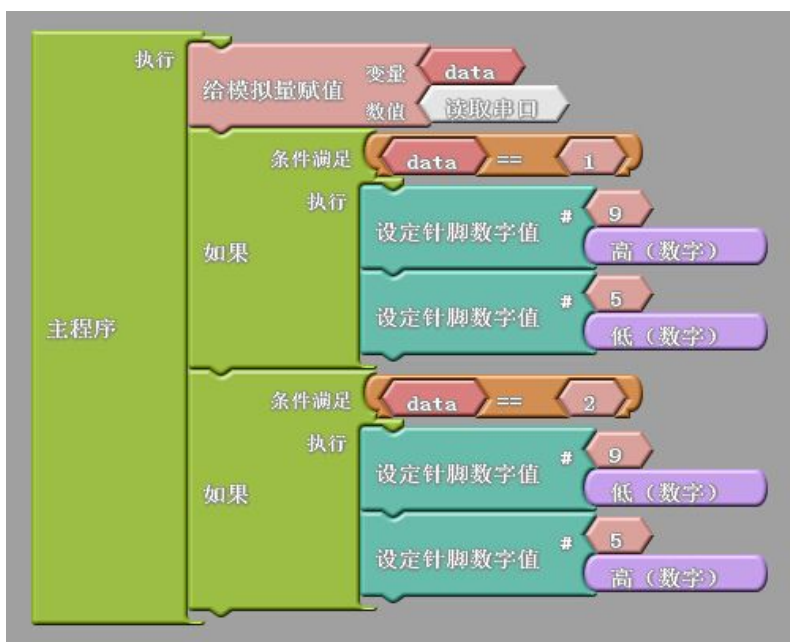 执行
给模拟量赋值 变量 data
数值 读取串口
条件满足 data == 1
执行
设定针脚数字值 # 9
高（数字）
如果
设定针脚数字值 # 5
低（数字）
主程序
条件满足 data == 2
执行
设定针脚数字值 # 9
低（数字）
如果
设定针脚数字值 # 5
高（数字）